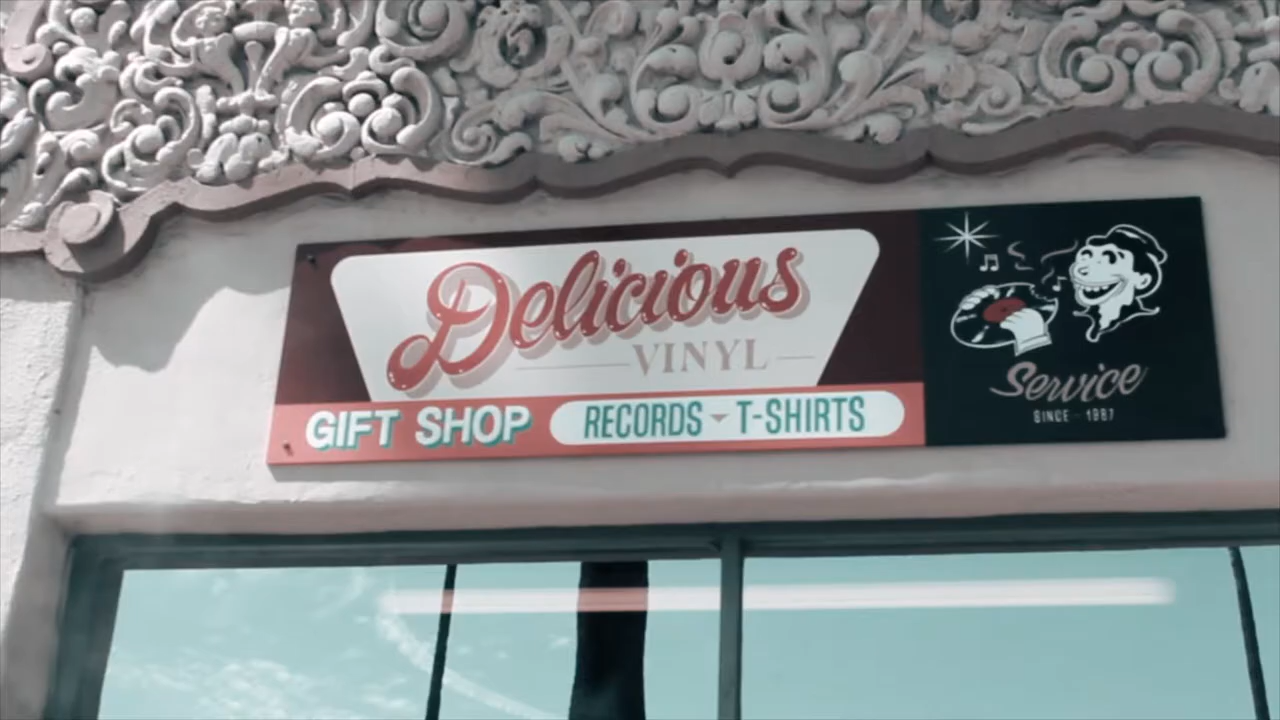 Delicious
VINYL
GIFT SHOP
RECORDS T-SHIRTS
Service
SINCE - 1987